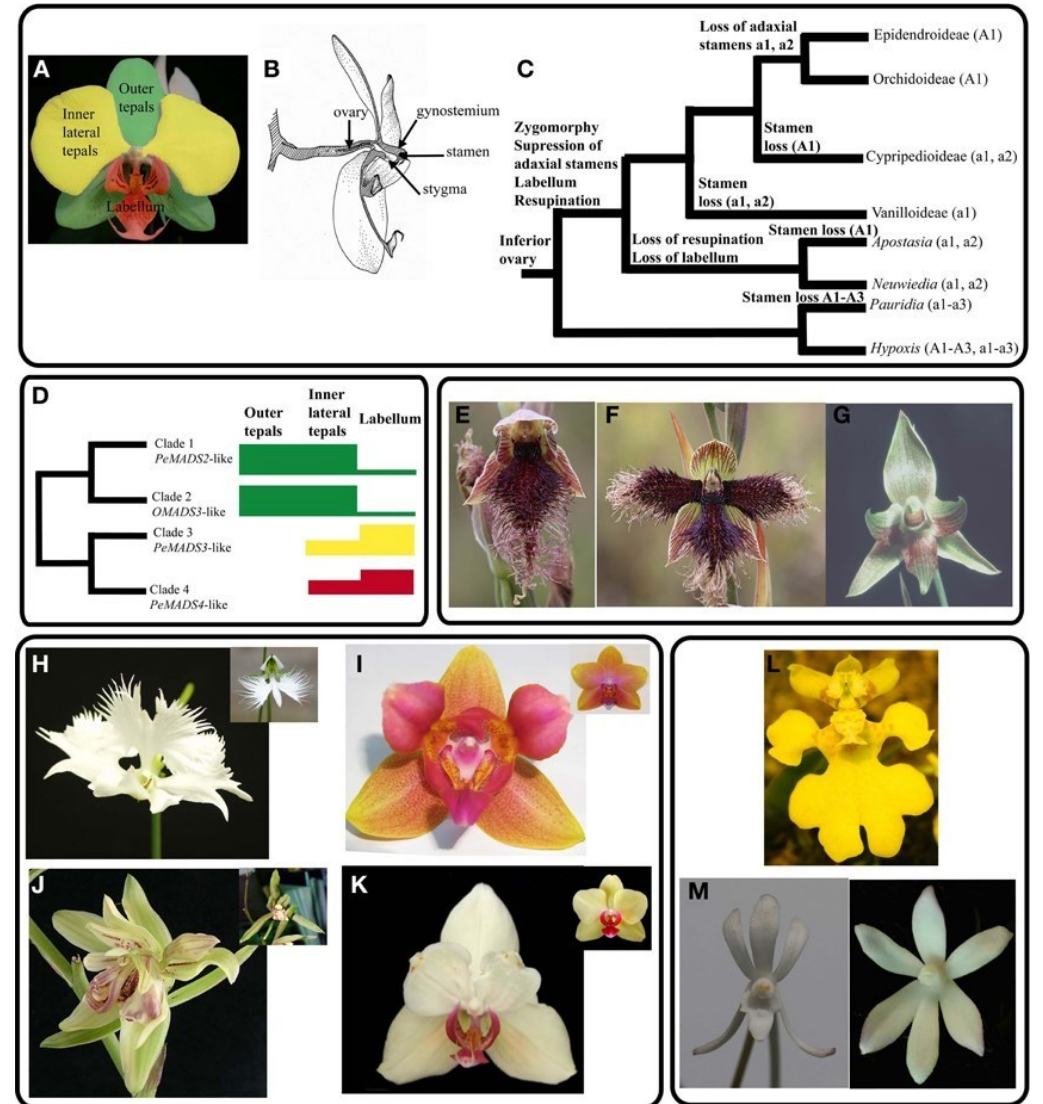 A
Outer
tepals
Inner
lateral
tepals
Labellum
B
ovary
gynostemium
stamen
stygma
C
Loss of adaxial
stamens a1, a2
Epidendroideae (A1)
Orchidoideae (A1)
Zygomorphy
Supression of
adaxial stamens
Labellum
Resupination
Stamen
loss (A1)
Cypripedioideae (a1, a2)
Stamen
loss (a1, a2)
Vanilloideae (a1)
Stamen loss (A1)
Inferior
ovary
Loss of resupination
Loss of labellum
Apostasia (a1, a2)
Neuwiedia (a1, a2)
Stamen loss A1-A3
Pauridia (a1-a3)
Hypoxis (A1-A3, a1-a3)
D
Outer
tepals
Inner
lateral
tepals
Labellum
Clade 1
PeMADS2-like
Clade 2
OMADS3-like
Clade 3
PeMADS3-like
Clade 4
PeMADS4-like
E
F
G
H
I
J
K
L
M